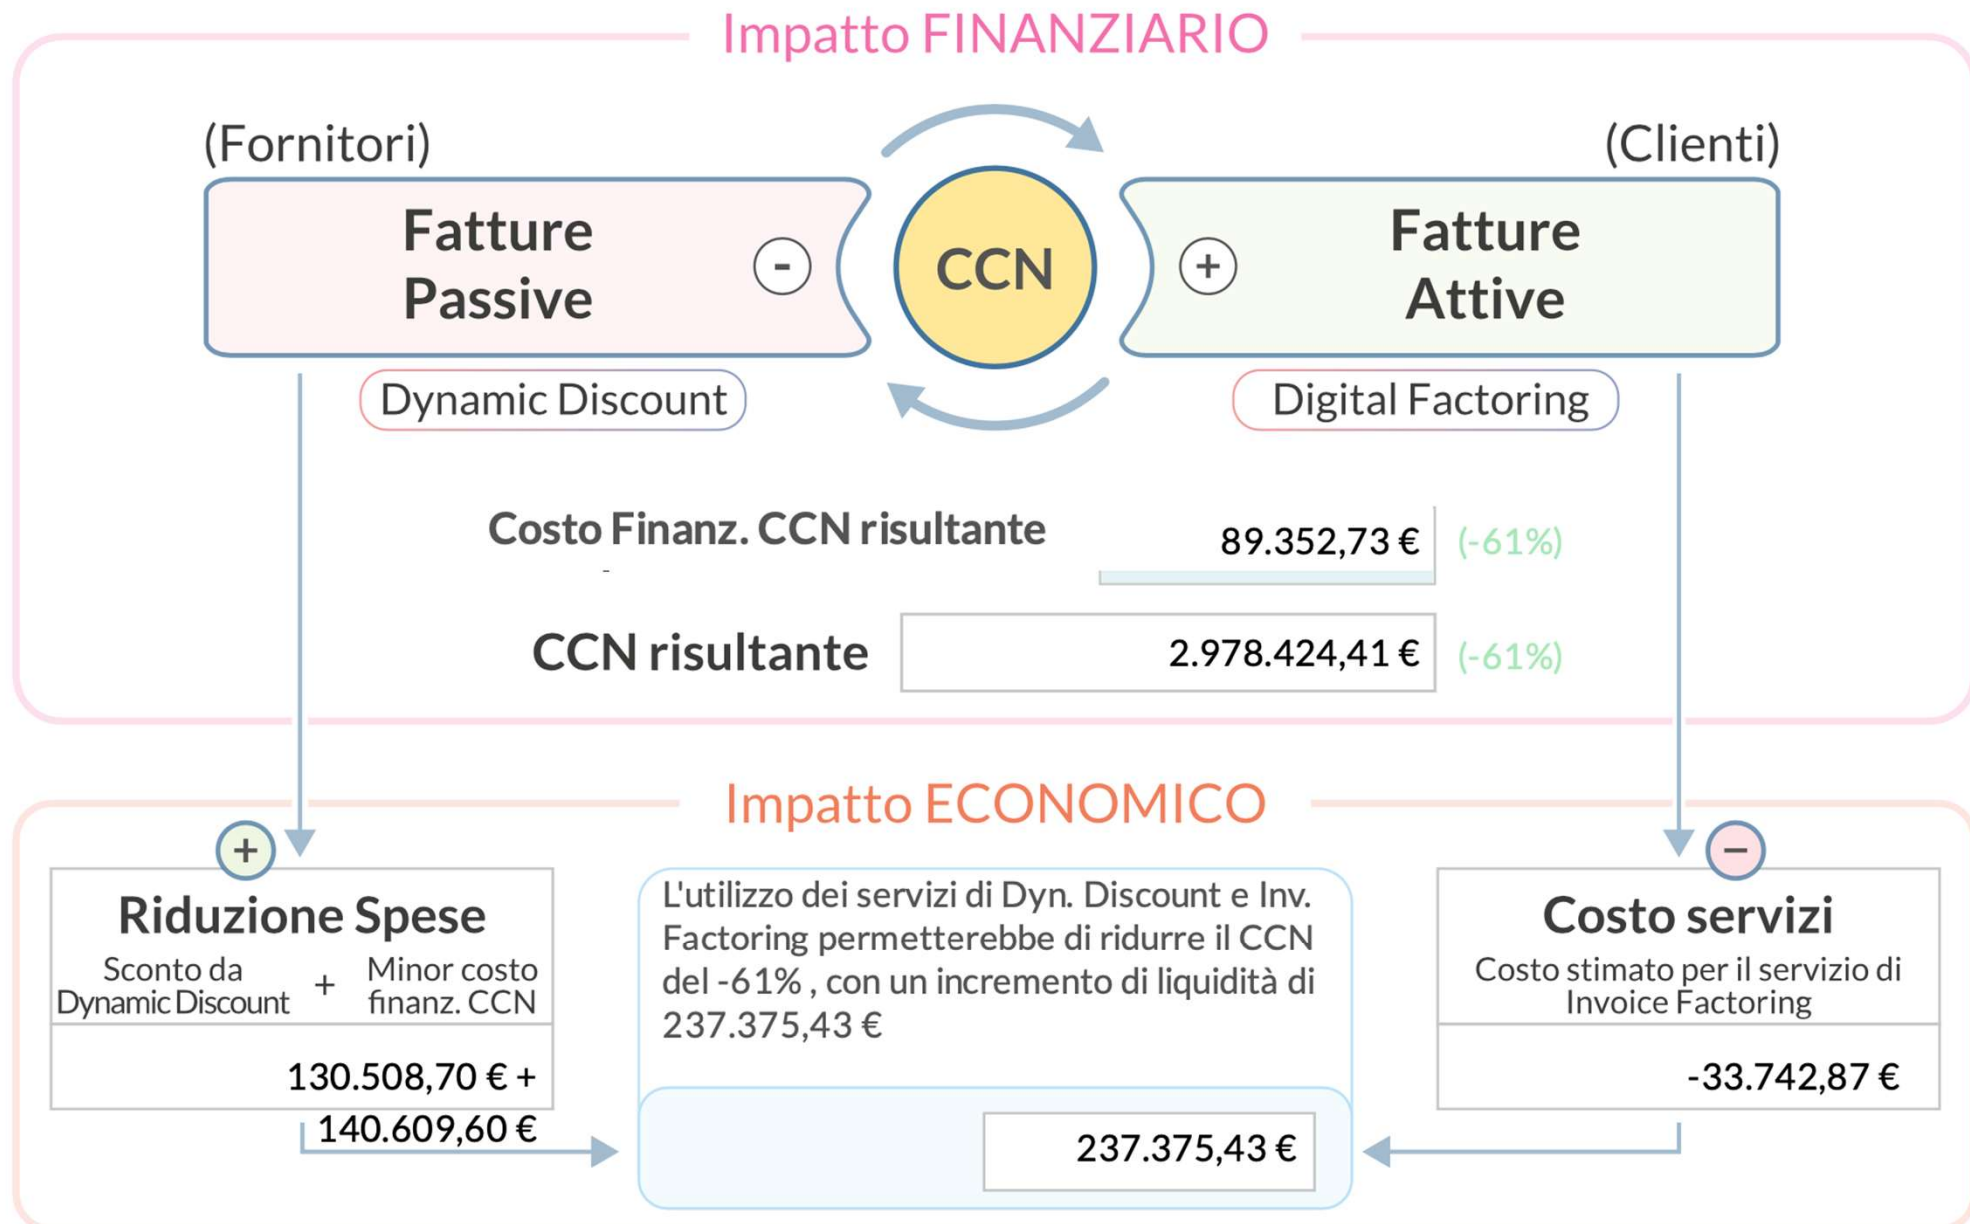 Impatto FINANZIARIO
(Fornitori)
(Clienti)
Fatture
Passive
-
CCN
+
Fatture
Attive
Dynamic Discount
Digital Factoring
Costo Finanz. CCN risultante
89.352,73 €
(-61%)
CCN risultante
2.978.424,41 €
(-61%)
Impatto ECONOMICO
+
Riduzione Spese
Sconto da
Dynamic Discount
+
Minor costo
finanz. CCN
130.508,70 € +
140.609,60 €
L'utilizzo dei servizi di Dyn. Discount e Inv.
Factoring permetterebbe di ridurre il CCN
del -61% , con un incremento di liquidità di
237.375,43 €
237.375,43 €
−
Costo servizi
Costo stimato per il servizio di
Invoice Factoring
-33.742,87 €